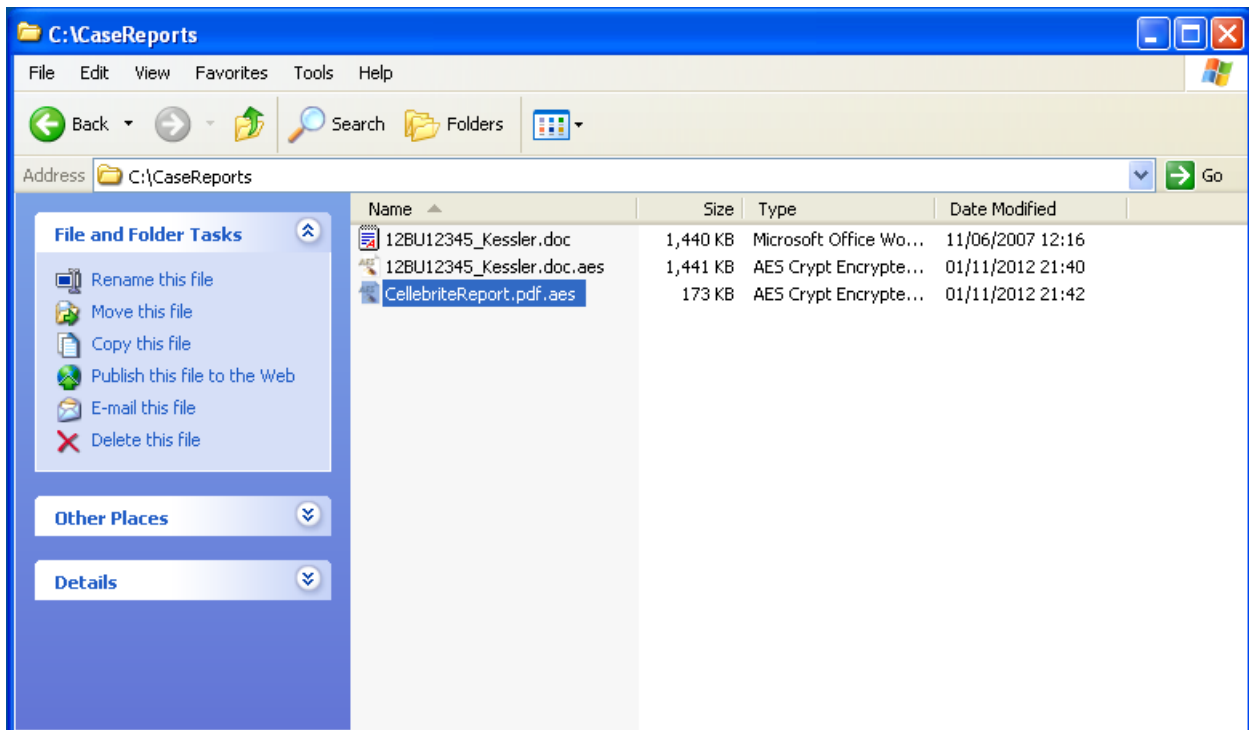 C:\CaseReports
File Edit View Favorites Tools Help
Back Search Folders
Address C:\CaseReports Go
File and Folder Tasks
Rename this file
Move this file
Copy this file
Publish this file to the Web
E-mail this file
Delete this file
Other Places
Details
Name Size Type Date Modified
12BU12345_Kessler.doc 1,440 KB Microsoft Office Wo... 11/06/2007 12:16
12BU12345_Kessler.doc.aes 1,441 KB AES Crypt Encrypte... 01/11/2012 21:40
CellebriteReport.pdf.aes 173 KB AES Crypt Encrypte... 01/11/2012 21:42